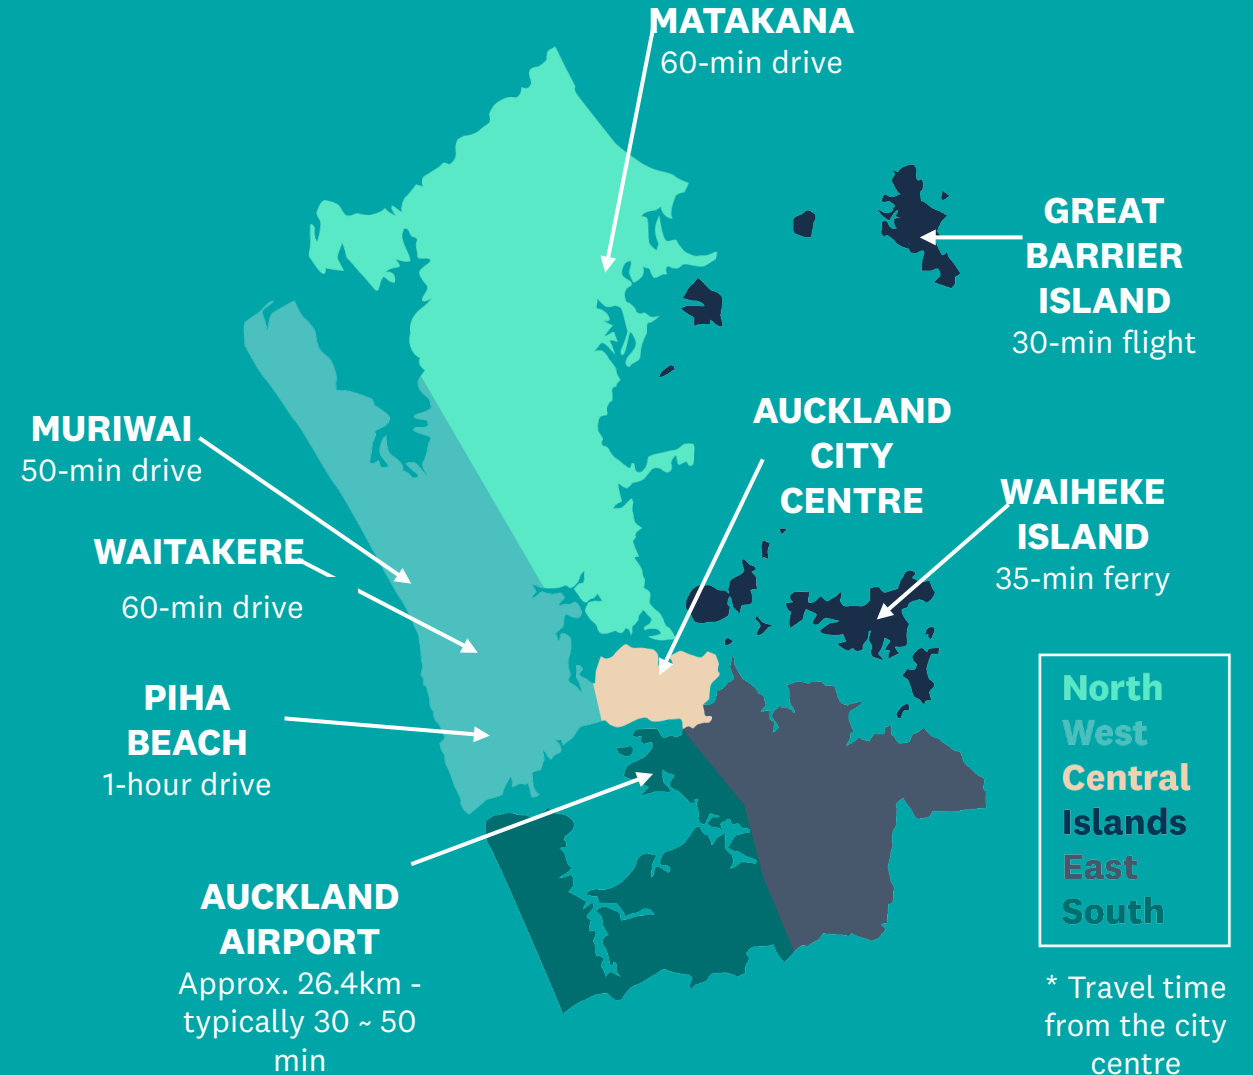 MATAKANA
60-min drive
GREAT
BARRIER
ISLAND
30-min flight
AUCKLAND
CITY
CENTRE
MURIWAI
50-min drive
WAIHEKE
ISLAND
35-min ferry
WAITAKERE
60-min drive
PIHA
BEACH
1-hour drive
North
West
Central
Islands
East
South
AUCKLAND
AIRPORT
Approx. 26.4km -
typically 30 ~ 50
min
* Travel time
from the city
centre